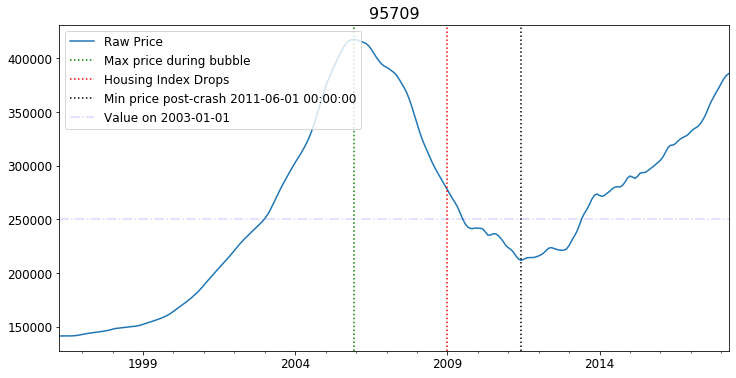 95709
Raw Price
Max price during bubble
Housing Index Drops
Min price post-crash 2011-06-01 00:00:00
Value on 2003-01-01
400000
350000
300000
250000
200000
150000
1999
2004
2009
2014